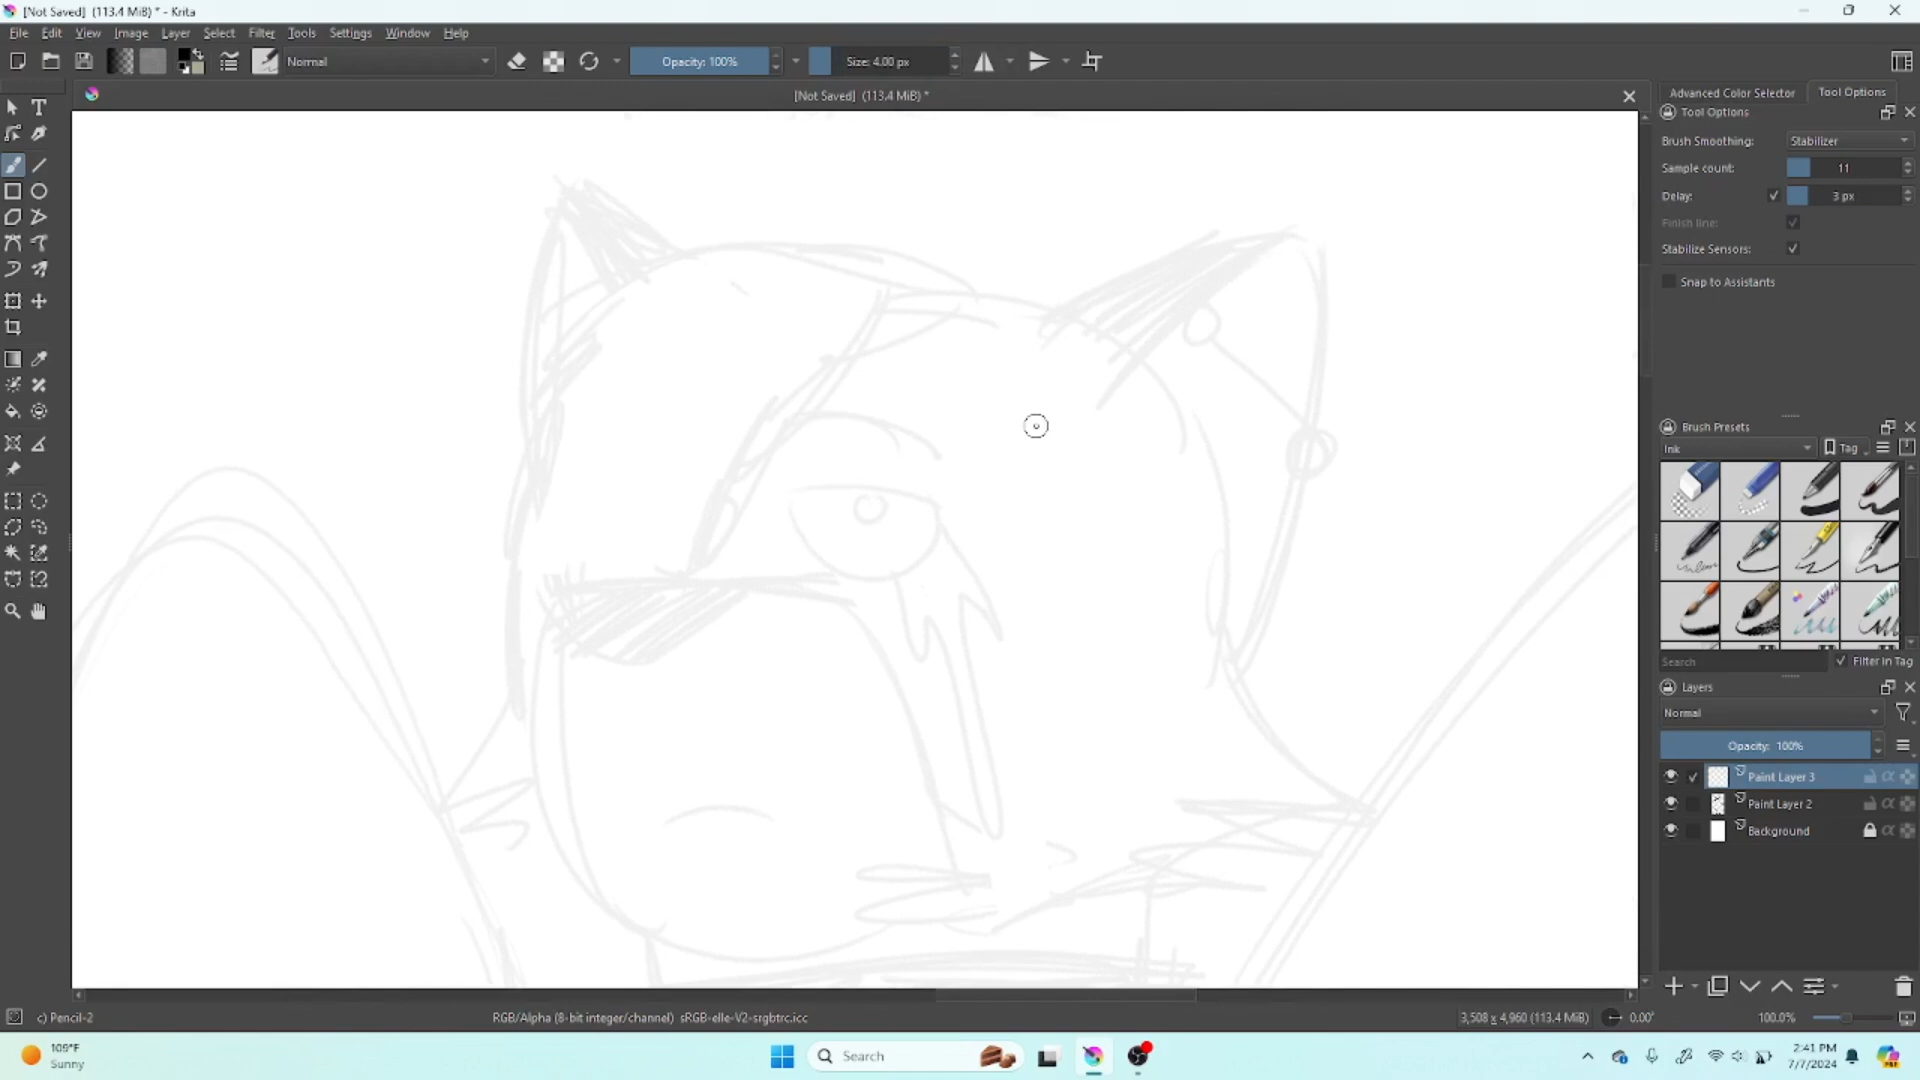 [Not Saved] (113.4 MiB) * - Krita
File Edit View Image Layer Select Filter Tools Settings Window Help
Normal Opacity: 100% Size: 4.00 px
[Not Saved] (113.4 MiB) *
Advanced Color Selector Tool Options
Tool Options
Brush Smoothing: Stabilizer
Sample count: 11
Delay: 3 px
Finish line:
Stabilize Sensors:
Snap to Assistants
Brush Presets
Ink Tag
Search Filter in Tag
Layers
Normal
Opacity: 100%
Paint Layer 3
Paint Layer 2
Background
c) Pencil-2 RGB/Alpha (8-bit integer/channel) sRGB-elle-V2-srgbtrc.icc 3,508 x 4,960 (113.4 MiB) 0.00° 100.0%
109°F
Sunny
Search
2:41 PM
7/7/2024